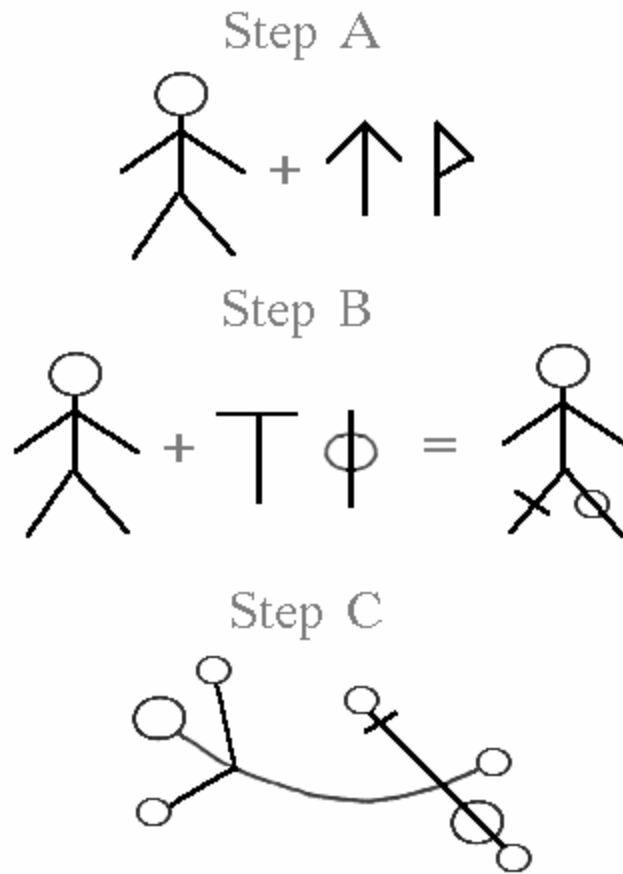 Step A
+ ↑ ᚹ
Step B
+ T Φ =
Step C